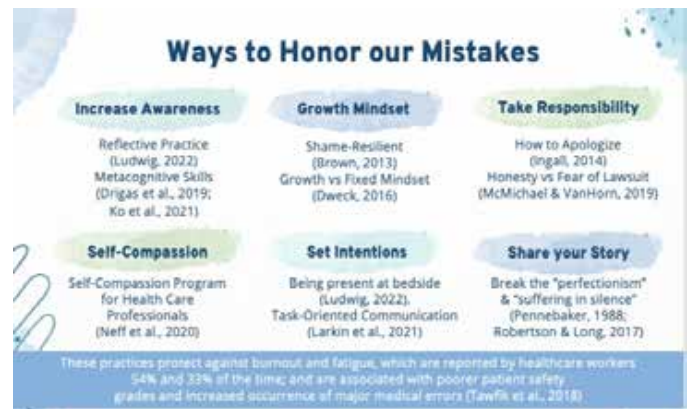 Ways to Honor our Mistakes
Increase Awareness
Reflective Practice
(Ludwig, 2022)
Metacognitive Skills
(Drigas et al., 2019;
Ko et al., 2021)
Growth Mindset
Shame-Resilient
(Brown, 2013)
Growth vs Fixed Mindset
(Dweck, 2016)
Take Responsibility
How to Apologize
(Ingall, 2014)
Honesty vs Fear of Lawsuit
(McMichael & VanHorn, 2019)
Self-Compassion
Self-Compassion Program
for Health Care
Professionals
(Neff et al., 2020)
Set Intentions
Being present at bedside
(Ludwig, 2022),
Task-Oriented Communication
(Larkin et al., 2021)
Share your Story
Break the "perfectionism"
& "suffering in silence"
(Pennebaker, 1988;
Robertson & Long, 2017)
These practices protect against burnout and fatigue, which are reported by healthcare workers
54% and 33% of the time; and are associated with poorer patient safety
grades and increased occurrence of major medical errors (Tawfik et al., 2018)